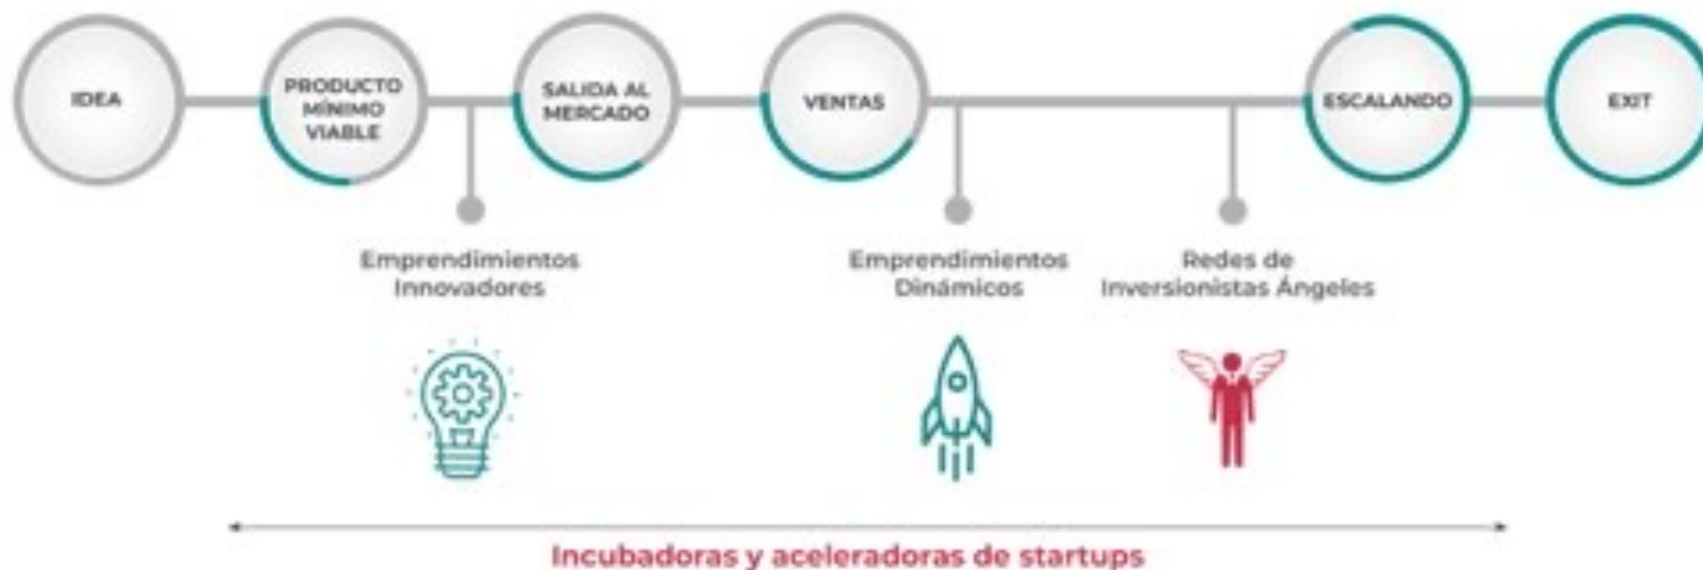 IDEA
PRODUCTO
MÍNIMO
VIABLE
SALIDA AL
MERCADO
VENTAS
ESCALANDO
EXIT
Emprendimientos
Innovadores
Emprendimientos
Dinámicos
Redes de
Inversionistas Ángeles
Incubadoras y aceleradoras de startups